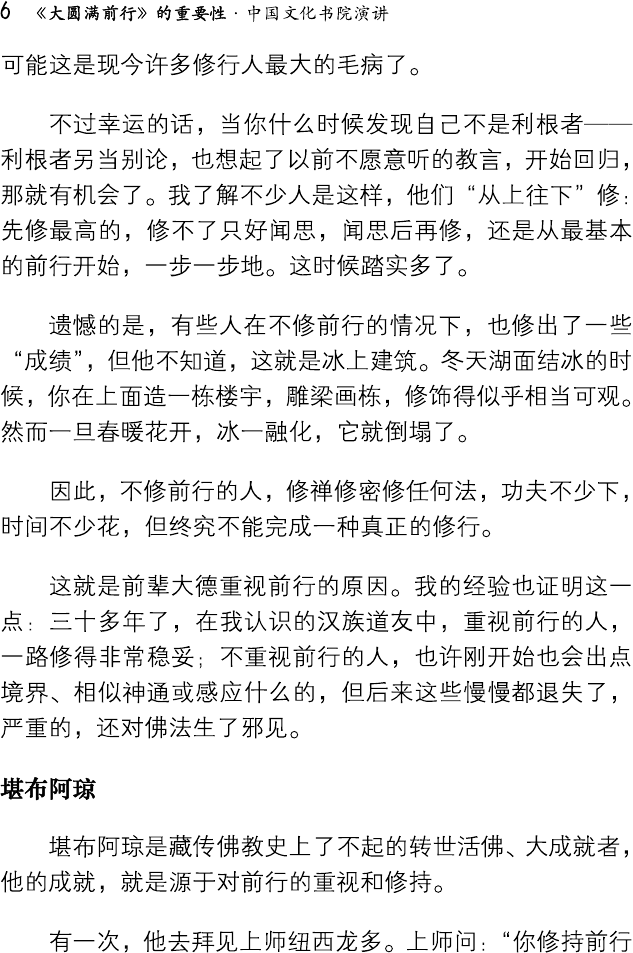 6 《大圆满前行》的重要性·中国文化书院演讲
可能这是现今许多修行人最大的毛病了。
不过幸运的话，当你什么时候发现自己不是利根者——
利根者另当别论，也想起了以前不愿意听的教言，开始回归，
那就有机会了。我了解不少人是这样，他们“从上往下”修：
先修最高的，修不了只好闻思，闻思后再修，还是从最基本
的前行开始，一步一步地。这时候踏实多了。
遗憾的是，有些人在不修前行的情况下，也修出了一些
“成绩”，但他不知道，这就是冰上建筑。冬天湖面结冰的时
候，你在上面造一栋楼宇，雕梁画栋，修饰得似乎相当可观。
然而一旦春暖花开，冰一融化，它就倒塌了。
因此，不修前行的人，修禅修密修任何法，功夫不少下，
时间不少花，但终究不能完成一种真正的修行。
这就是前辈大德重视前行的原因。我的经验也证明这一
点：三十多年了，在我认识的汉族道友中，重视前行的人，
一路修得非常稳妥；不重视前行的人，也许刚开始也会出点
境界、相似神通或感应什么的，但后来这些慢慢都退失了，
严重的，还对佛法生了邪见。
堪布阿琼
堪布阿琼是藏传佛教史上了不起的转世活佛、大成就者，
他的成就，就是源于对前行的重视和修持。
有一次，他去拜见上师纽西龙多。上师问：“你修持前行